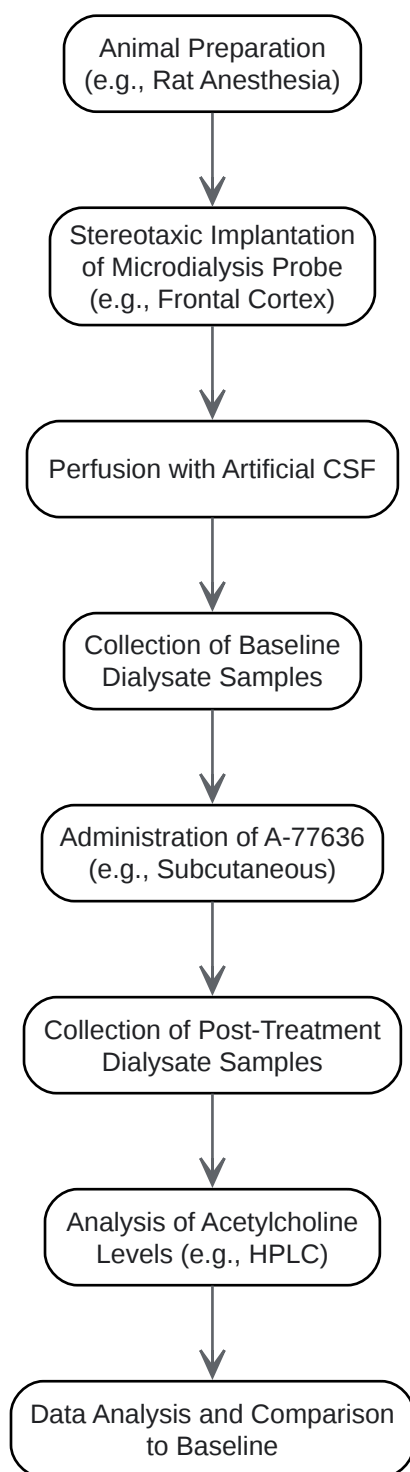 Animal Preparation
(e.g., Rat Anesthesia)
Stereotaxic Implantation
of Microdialysis Probe
(e.g., Frontal Cortex)
Perfusion with Artificial CSF
Collection of Baseline
Dialysate Samples
Administration of A-77636
(e.g., Subcutaneous)
Collection of Post-Treatment
Dialysate Samples
Analysis of Acetylcholine
Levels (e.g., HPLC)
Data Analysis and Comparison
to Baseline